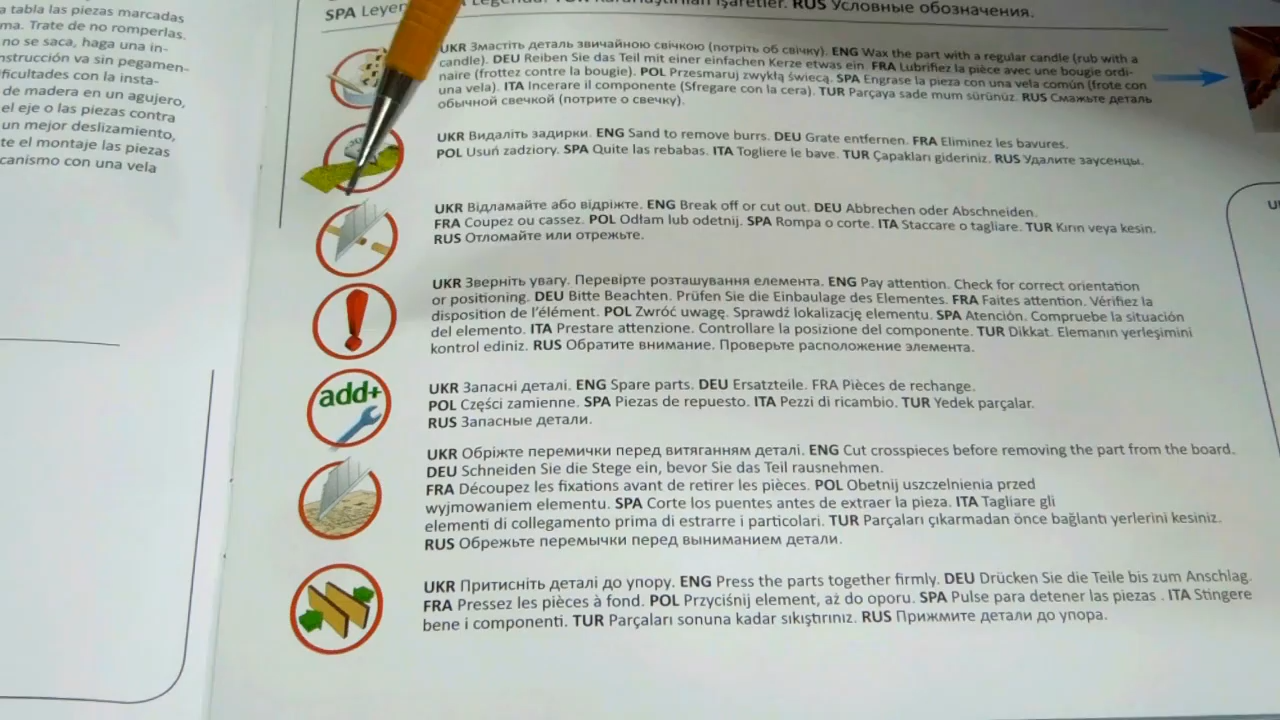 a tabla las piezas marcadas
ma. Trate de no romperlas.
no se saca, haga una in-
nstrucción va sin pegamen-
ificultades con la insta-
de madera en un agujero,
el eje o las piezas contra
un mejor deslizamiento,
te el montaje las piezas
canismo con una vela
SPA Leyen RUS Условные обозначения.
UKR Змастіть деталь звичайною свічкою (потріть об свічку). ENG Wax the part with a regular candle (rub with a
candle). DEU Reiben Sie das Teil mit einer einfachen Kerze etwas ein. FRA Lubrifiez la pièce avec une bougie ordi-
naire (frottez contre la bougie). POL Przesmaruj zwykłą świecą. SPA Engrase la pieza con una vela común (frote con
una vela). ITA Incerare il componente (Sfregare con la cera). TUR Parçaya sade mum sürünüz. RUS Смажьте деталь
обычной свечкой (потрите о свечку).
UKR Видаліть задирки. ENG Sand to remove burrs. DEU Grate entfernen. FRA Eliminez les bavures.
POL Usuń zadziory. SPA Quite las rebabas. ITA Togliere le bave. TUR Çapakları gideriniz. RUS Удалите заусенцы.
UKR Відламайте або відріжте. ENG Break off or cut out. DEU Abbrechen oder Abschneiden.
FRA Coupez ou cassez. POL Odłam lub odetnij. SPA Rompa o corte. ITA Staccare o tagliare. TUR Kırın veya kesin.
RUS Отломайте или отрежьте.
UKR Зверніть увагу. Перевірте розташування елемента. ENG Pay attention. Check for correct orientation
or positioning. DEU Bitte Beachten. Prüfen Sie die Einbaulage des Elementes. FRA Faites attention. Vérifiez la
disposition de l'élément. POL Zwróć uwagę. Sprawdź lokalizację elementu. SPA Atención. Compruebe la situación
del elemento. ITA Prestare attenzione. Controllare la posizione del componente. TUR Dikkat. Elemanın yerleşimini
kontrol ediniz. RUS Обратите внимание. Проверьте расположение элемента.
add+
UKR Запасні деталі. ENG Spare parts. DEU Ersatzteile. FRA Pièces de rechange.
POL Części zamienne. SPA Piezas de repuesto. ITA Pezzi di ricambio. TUR Yedek parçalar.
RUS Запасные детали.
UKR Обріжте перемички перед витяганням деталі. ENG Cut crosspieces before removing the part from the board.
DEU Schneiden Sie die Stege ein, bevor Sie das Teil rausnehmen.
FRA Découpez les fixations avant de retirer les pièces. POL Obetnij uszczelnienia przed
wyjmowaniem elementu. SPA Corte los puentes antes de extraer la pieza. ITA Tagliare gli
elementi di collegamento prima di estrarre i particolari. TUR Parçaları çıkarmadan önce bağlantı yerlerini kesiniz.
RUS Обрежьте перемычки перед выниманием детали.
UKR Притисніть деталі до упору. ENG Press the parts together firmly. DEU Drücken Sie die Teile bis zum Anschlag.
FRA Pressez les pièces à fond. POL Przyciśnij element, aż do oporu. SPA Pulse para detener las piezas . ITA Stingere
bene i componenti. TUR Parçaları sonuna kadar sıkıştırınız. RUS Прижмите детали до упора.